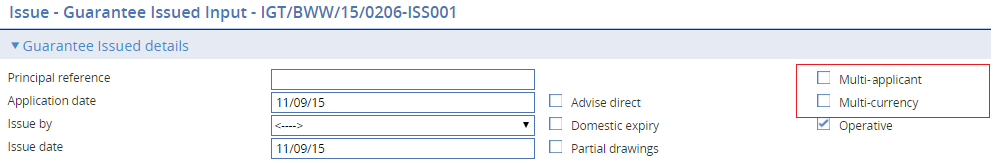 Issue - Guarantee Issued Input - IGT/BWW/15/0206-ISS001
Guarantee Issued details
Principal reference Multi-applicant
Application date 11/09/15 Advise direct Multi-currency
Issue by <----> Domestic expiry Operative
Issue date 11/09/15 Partial drawings